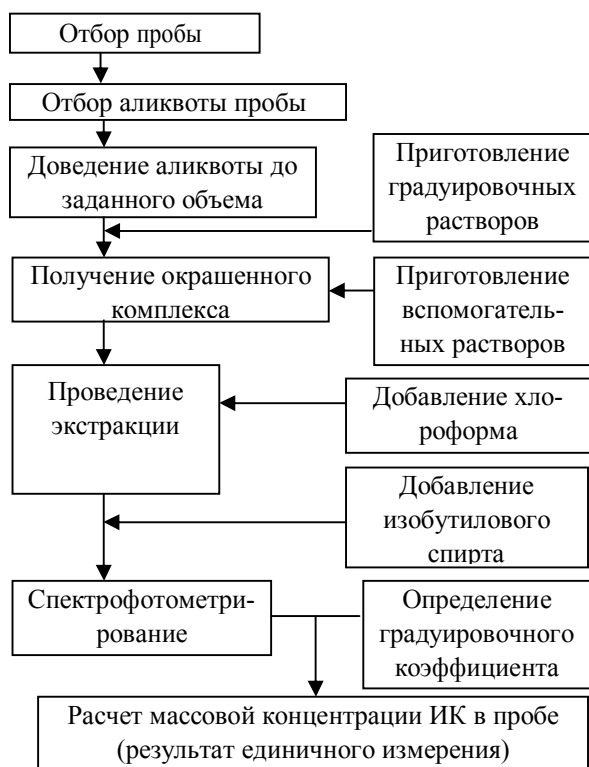 Отбор пробы
Отбор аликвоты пробы
Доведение аликвоты до
заданного объема
Приготовление
градуировочных
растворов
Получение окрашенного
комплекса
Приготовление
вспомогатель-
ных растворов
Проведение
экстракции
Добавление хло-
роформа
Добавление
изобутилового
спирта
Спектрофотометри-
рование
Определение
градуировочного
коэффициента
Расчет массовой концентрации ИК в пробе
(результат единичного измерения)